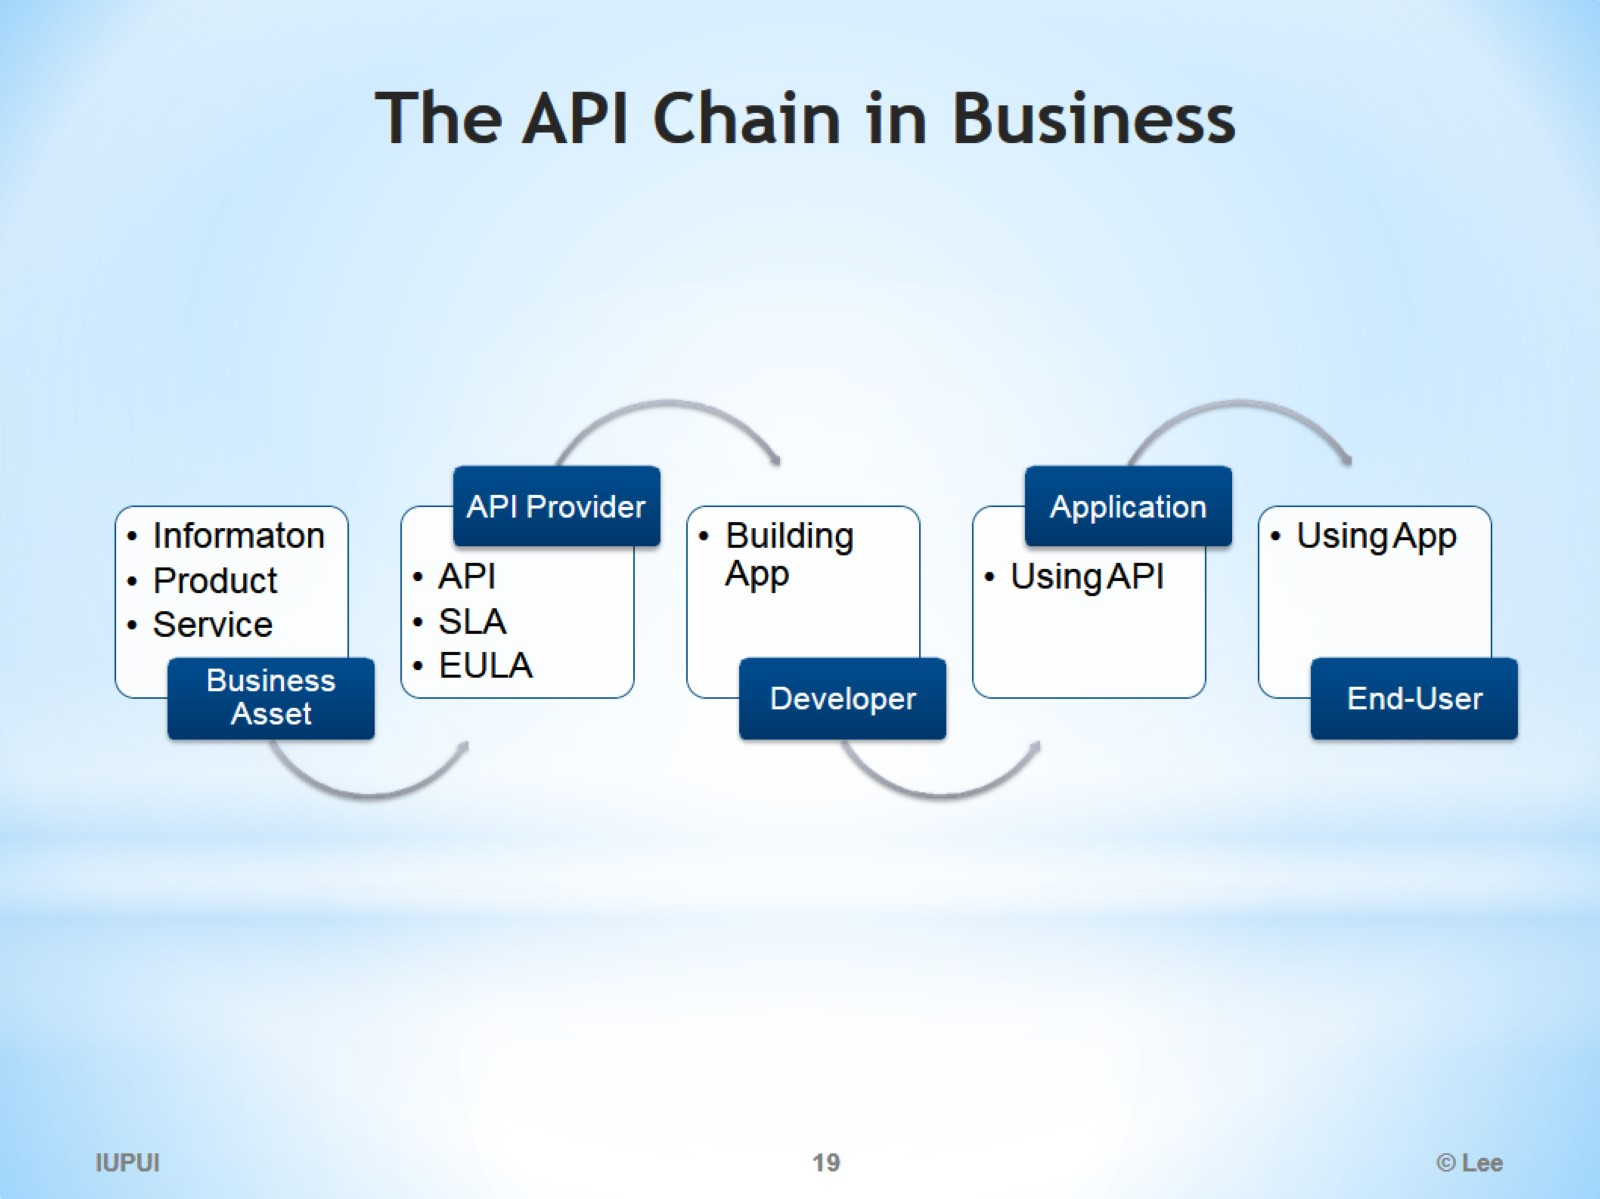 The API Chain in Business
• Informaton
• Product
• Service
Business
Asset
API Provider
• API
• SLA
• EULA
• Building
App
Developer
Application
• Using API
• Using App
End-User
IUPUI
19
© Lee